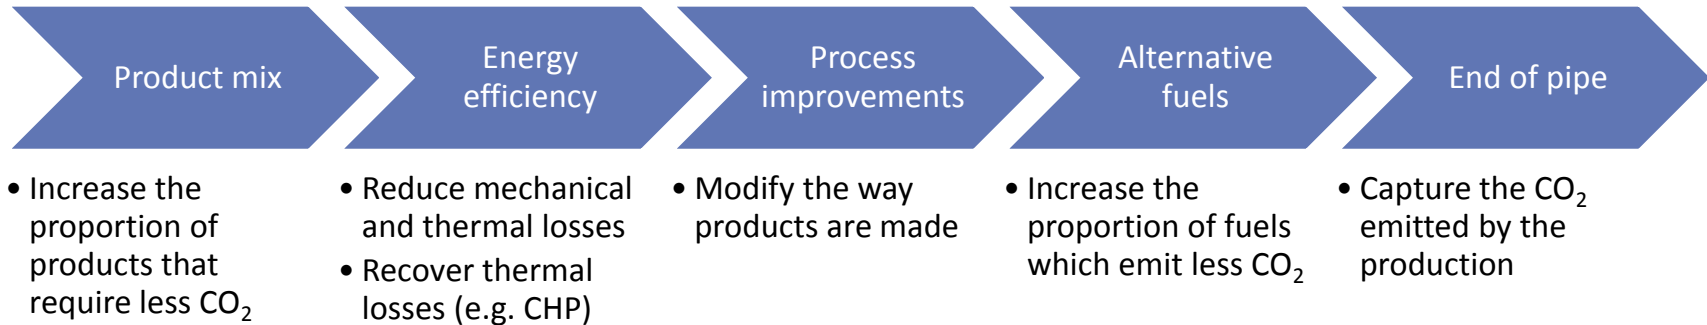 Product mix
Energy
efficiency
Process
improvements
Alternative
fuels
End of pipe
• Increase the
proportion of
products that
require less CO₂
• Reduce mechanical
and thermal losses
• Recover thermal
losses (e.g. CHP)
• Modify the way
products are made
• Increase the
proportion of fuels
which emit less CO₂
• Capture the CO₂
emitted by the
production